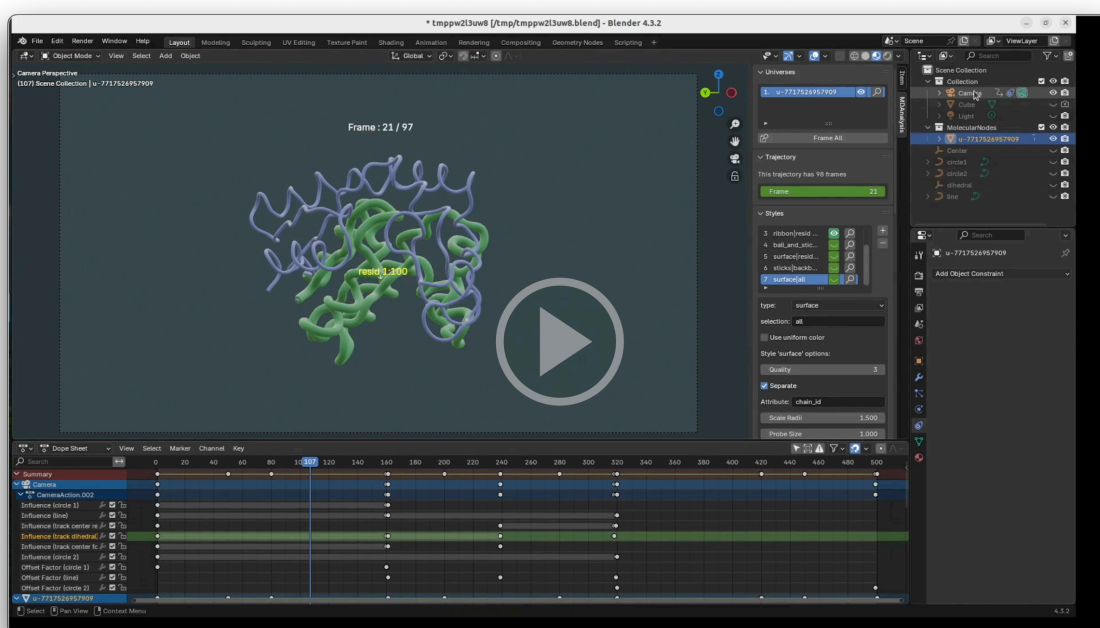 * tmppw2l3uw8 [/tmp/tmppw2l3uw8.blend] - Blender 4.3.2
File Edit Render Window Help Layout Modeling Sculpting UV Editing Texture Paint Shading Animation Rendering Compositing Geometry Nodes Scripting + Scene ViewLayer
Object Mode View Select Add Object Global Search
Camera Perspective
(107) Scene Collection | u-7717526957909
Frame : 21 / 97
resid 1:100
Z
Y
Item
MDAnalysis
Universes
1. u-7717526957909
Frame All
Trajectory
This trajectory has 98 frames
Frame 21
Styles
3 ribbon|resid ...
4 ball_and_stic...
5 surface|resid...
6 sticks|backb...
7 surface|all
type: surface
selection: all
Use uniform color
Style 'surface' options:
Quality 3
Separate
Attribute: chain_id
Scale Radii 1.500
Probe Size 1.000
Scene Collection
Collection
Camera
Cube
Light
MolecularNodes
u-7717526957909
Center
circle1
circle2
dihedral
line
Search
u-7717526957909
Add Object Constraint
Dope Sheet View Select Marker Channel Key
Search 0 20 40 60 80 10 107 120 140 160 180 200 220 240 260 280 300 320 340 360 380 400 420 440 460 480 500
Summary
Camera
CameraAction.002
Influence (circle 1)
Influence (line)
Influence (track center re
Influence (track dihedral)
Influence (track center fo
Influence (circle 2)
Offset Factor (circle 1)
Offset Factor (line)
Offset Factor (circle 2)
u-7717526957909
Select Pan View Context Menu 4.3.2